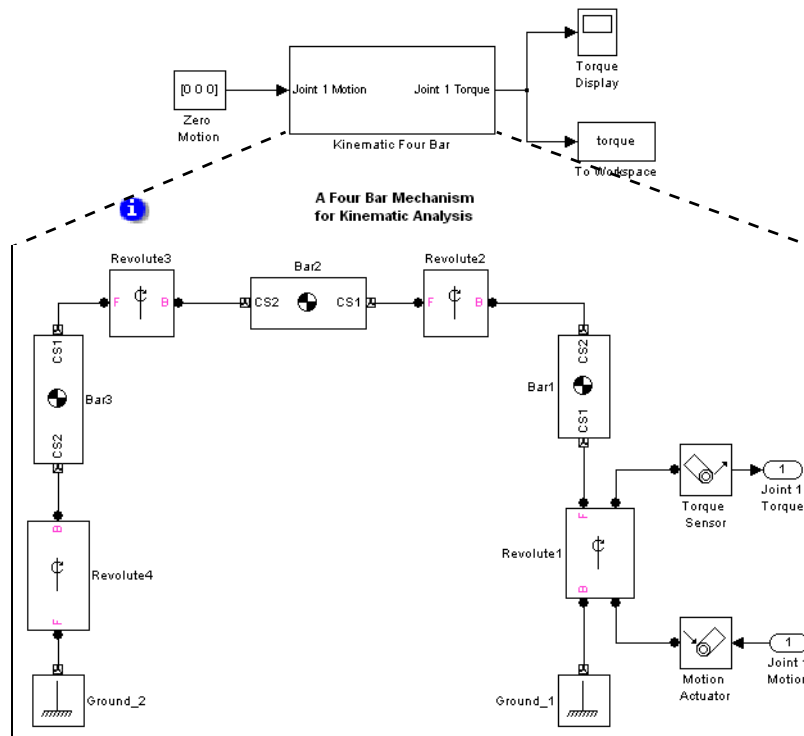 Torque
Display
[0 0 0]
Zero
Motion
Joint 1 Motion
Joint 1 Torque
Kinematic Four Bar
torque
To Workspace
i
A Four Bar Mechanism
for Kinematic Analysis
Revolute3
F
B
Bar2
CS2
CS1
Revolute2
F
B
CS1
CS2
Bar3
CS2
CS1
Bar1
B
F
Revolute4
F
B
Revolute1
Torque
Sensor
1
Joint 1
Torque
Ground_2
Ground_1
Motion
Actuator
1
Joint 1
Motion